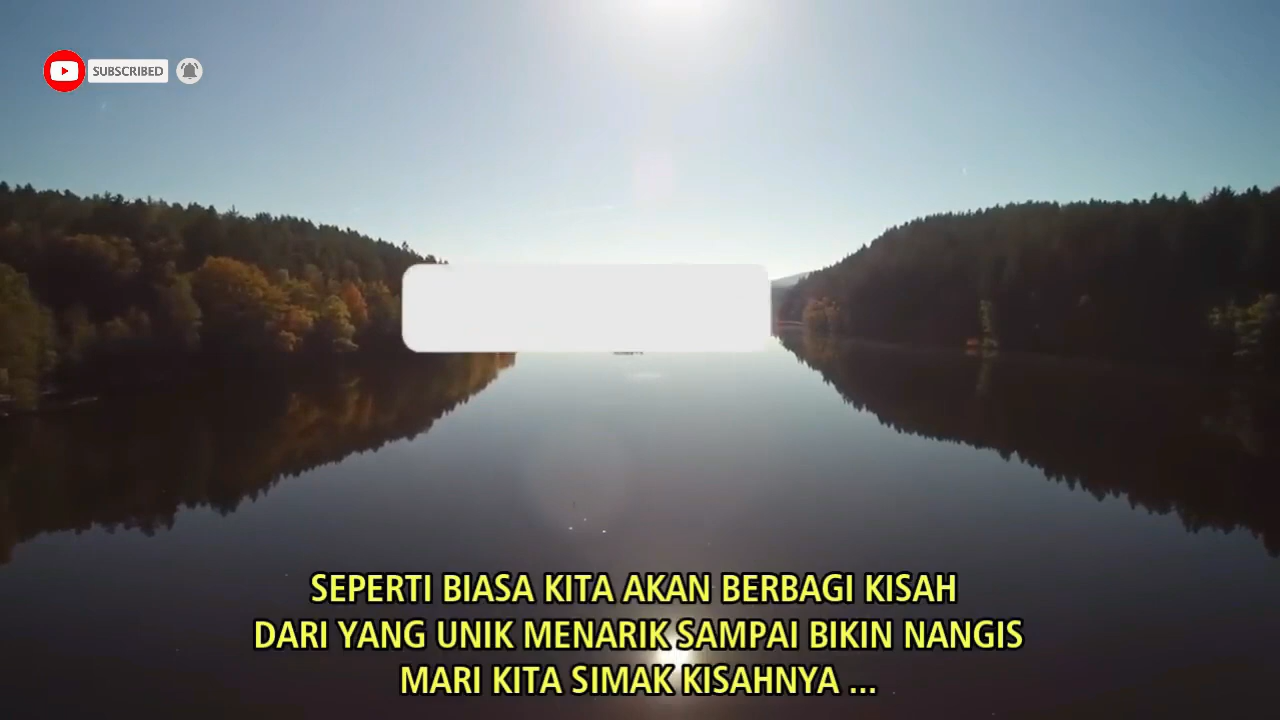 SUBSCRIBED
SEPERTI BIASA KITA AKAN BERBAGI KISAH
DARI YANG UNIK MENARIK SAMPAI BIKIN NANGIS
MARI KITA SIMAK KISAHNYA ...